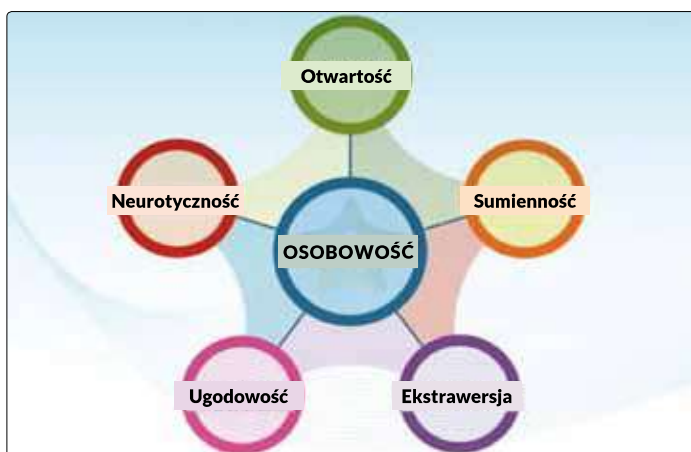 Otwartość
Neurotyczność
Sumienność
OSOBOWOŚĆ
Ugodowość
Ekstrawersja